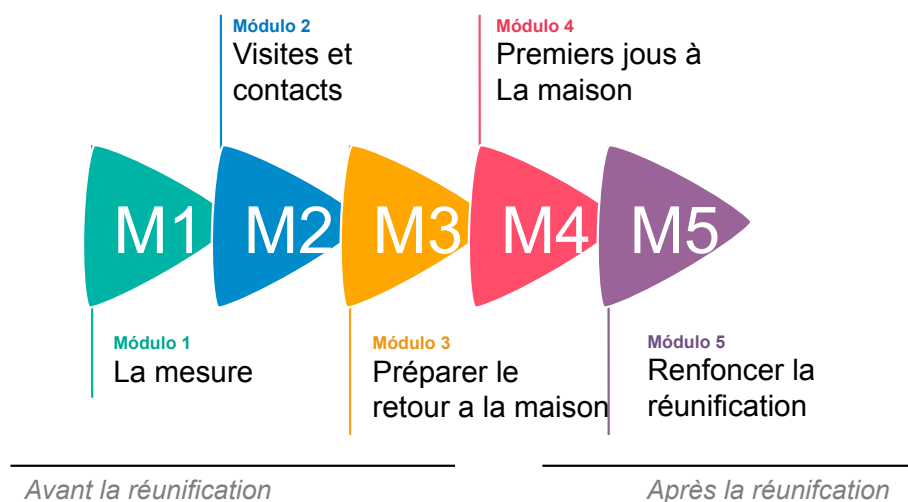 Módulo 2
Visites et
contacts
Módulo 4
Premiers jous à
La maison
M1
M2
M3
M4
M5
Módulo 1
La mesure
Módulo 3
Préparer le
retour a la maison
Módulo 5
Renfoncer la
réunification
Avant la réunification
Après la réunifcation